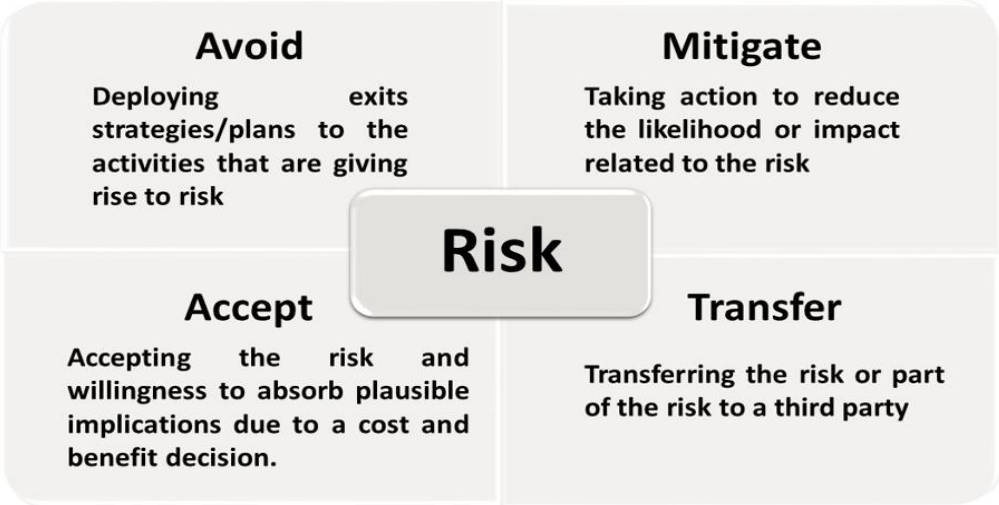 Avoid
Deploying exits
strategies/plans to the
activities that are giving
rise to risk
Mitigate
Taking action to reduce
the likelihood or impact
related to the risk
Risk
Accept
Accepting the risk and
willingness to absorb plausible
implications due to a cost and
benefit decision.
Transfer
Transferring the risk or part
of the risk to a third party